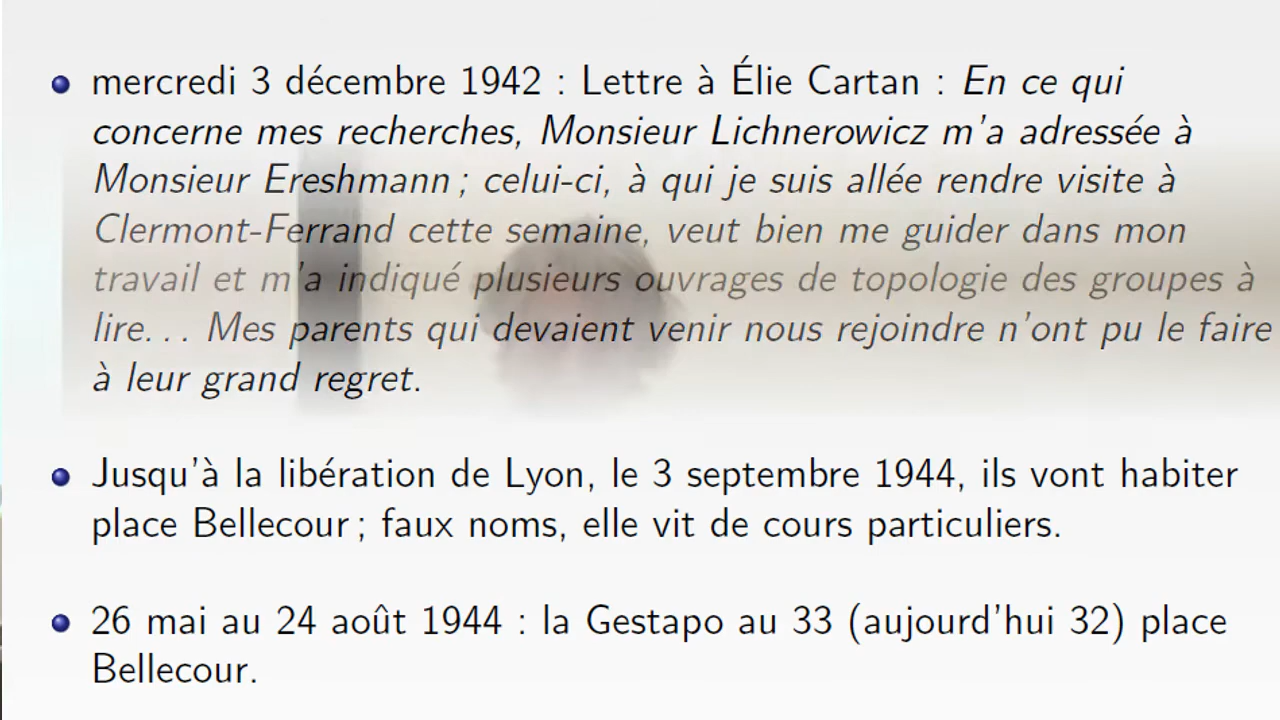 mercredi 3 décembre 1942 : Lettre à Élie Cartan : En ce qui
concerne mes recherches, Monsieur Lichnerowicz m'a adressée à
Monsieur Ereshmann ; celui-ci, à qui je suis allée rendre visite à
Clermont-Ferrand cette semaine, veut bien me guider dans mon
travail et m'a indiqué plusieurs ouvrages de topologie des groupes à
lire... Mes parents qui devaient venir nous rejoindre n'ont pu le faire
à leur grand regret.
Jusqu'à la libération de Lyon, le 3 septembre 1944, ils vont habiter
place Bellecour ; faux noms, elle vit de cours particuliers.
26 mai au 24 août 1944 : la Gestapo au 33 (aujourd'hui 32) place
Bellecour.